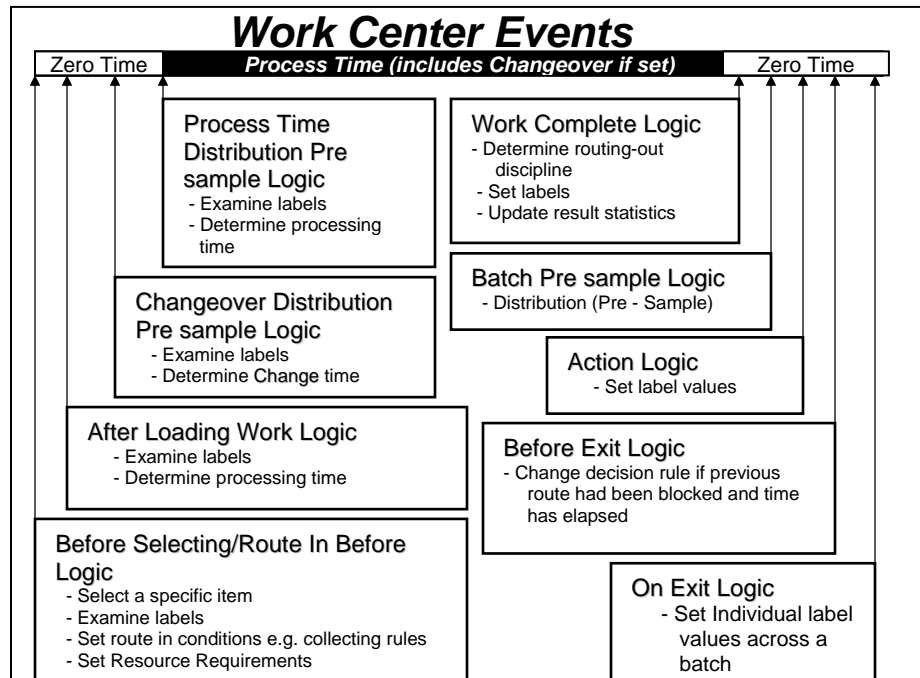 Work Center Events
Zero Time
Process Time (includes Changeover if set)
Zero Time
Process Time
Distribution Pre
sample Logic
- Examine labels
- Determine processing
time
Changeover Distribution
Pre sample Logic
- Examine labels
- Determine Change time
After Loading Work Logic
- Examine labels
- Determine processing time
Before Selecting/Route In Before
Logic
- Select a specific item
- Examine labels
- Set route in conditions e.g. collecting rules
- Set Resource Requirements
Work Complete Logic
- Determine routing-out
discipline
- Set labels
- Update result statistics
Batch Pre sample Logic
- Distribution (Pre - Sample)
Action Logic
- Set label values
Before Exit Logic
- Change decision rule if previous
route had been blocked and time
has elapsed
On Exit Logic
- Set Individual label
values across a
batch